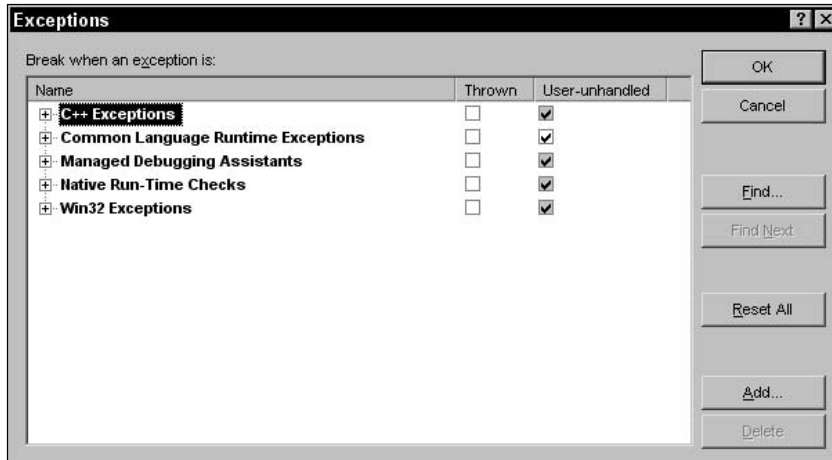 Exceptions
Break when an exception is:
Name Thrown User-unhandled
C++ Exceptions
Common Language Runtime Exceptions
Managed Debugging Assistants
Native Run-Time Checks
Win32 Exceptions
OK
Cancel
Find...
Find Next
Reset All
Add...
Delete